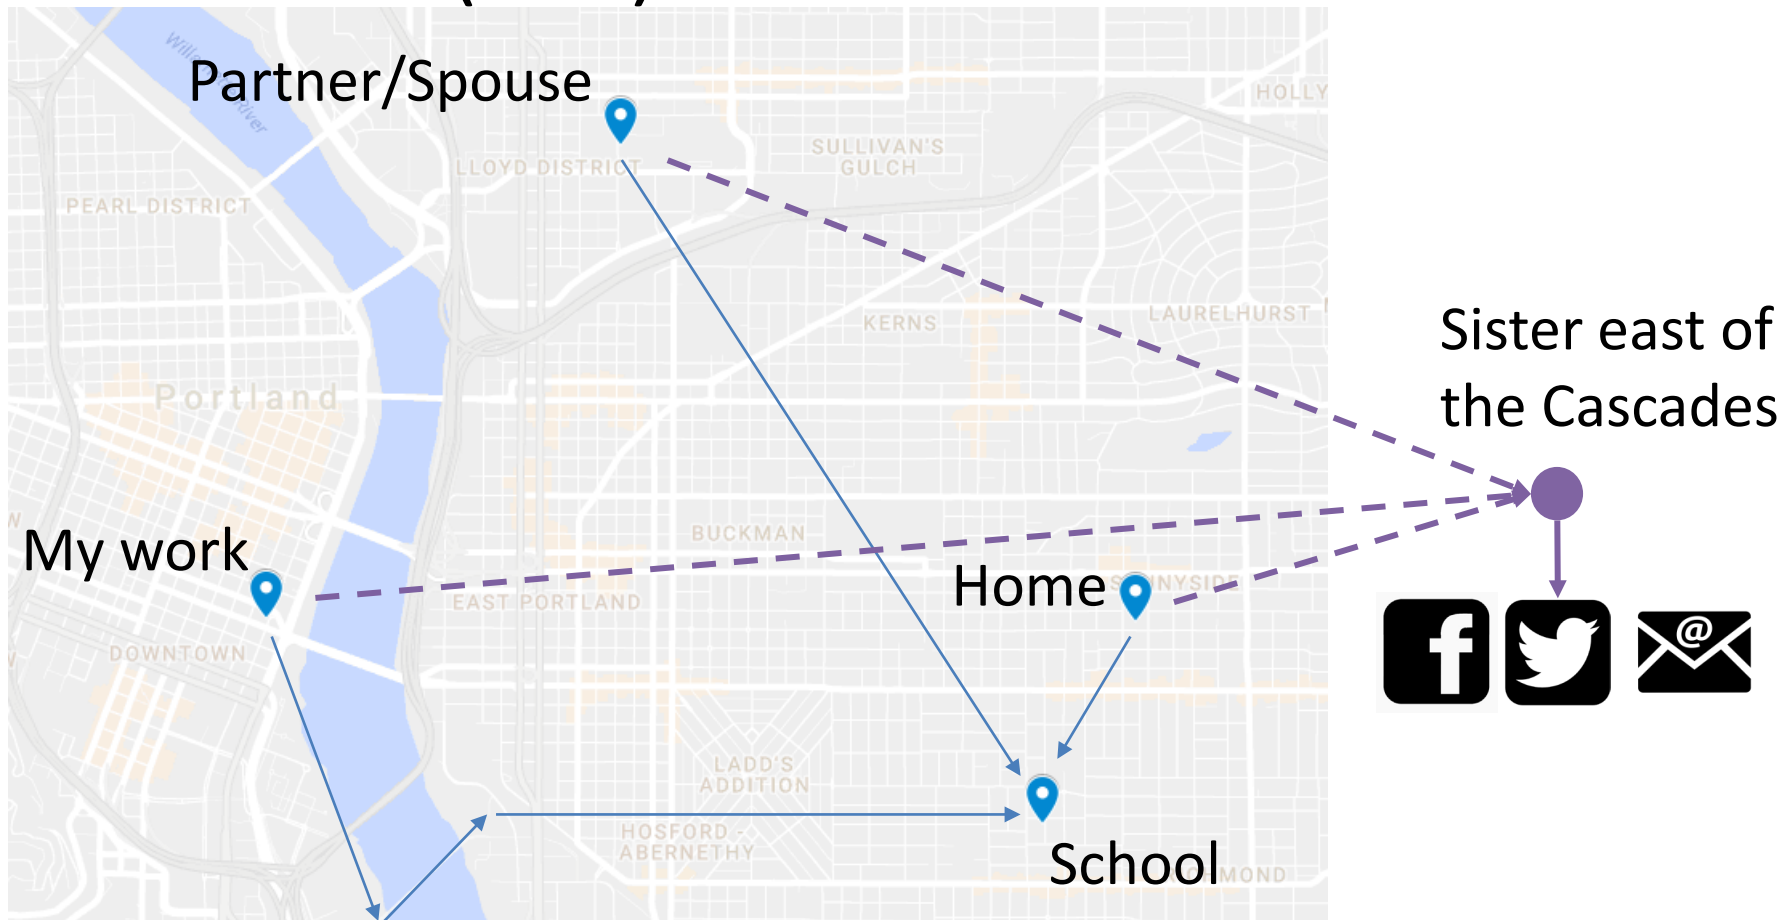 Partner/Spouse
HOLLY
SULLIVAN'S
GULCH
LLOYD DISTRICT
PEARL DISTRICT
River
LAURELHURST
KERNS
Sister east of
the Cascades
Portland
BUCKMAN
My work
Home
EAST PORTLAND
DOWNTOWN
f
@
LADD'S
ADDITION
HOSFORD -
ABERNETHY
School